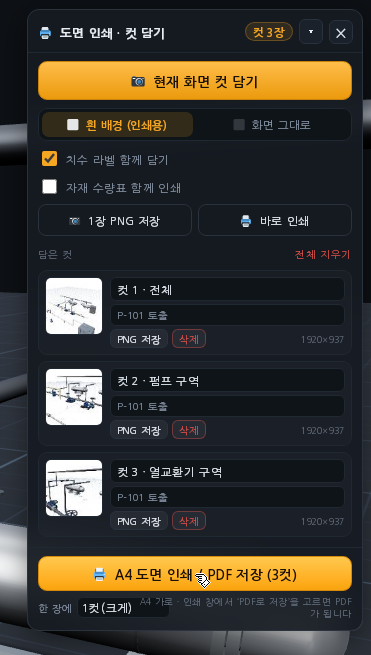 도면 인쇄 · 컷 담기 컷 3장
현재 화면 컷 담기
흰 배경 (인쇄용) 화면 그대로
치수 라벨 함께 담기
자재 수량표 함께 인쇄
1장 PNG 저장 바로 인쇄
담은 컷 전체 지우기
컷 1 · 전체
P-101 토출
PNG 저장 삭제 1920×937
컷 2 · 펌프 구역
P-101 토출
PNG 저장 삭제 1920×937
컷 3 · 열교환기 구역
P-101 토출
PNG 저장 삭제 1920×937
A4 도면 인쇄 / PDF 저장 (3컷)
한 장에 1컷 (크게) A4 가로 · 인쇄 창에서 'PDF로 저장'을 고르면 PDF
가 됩니다